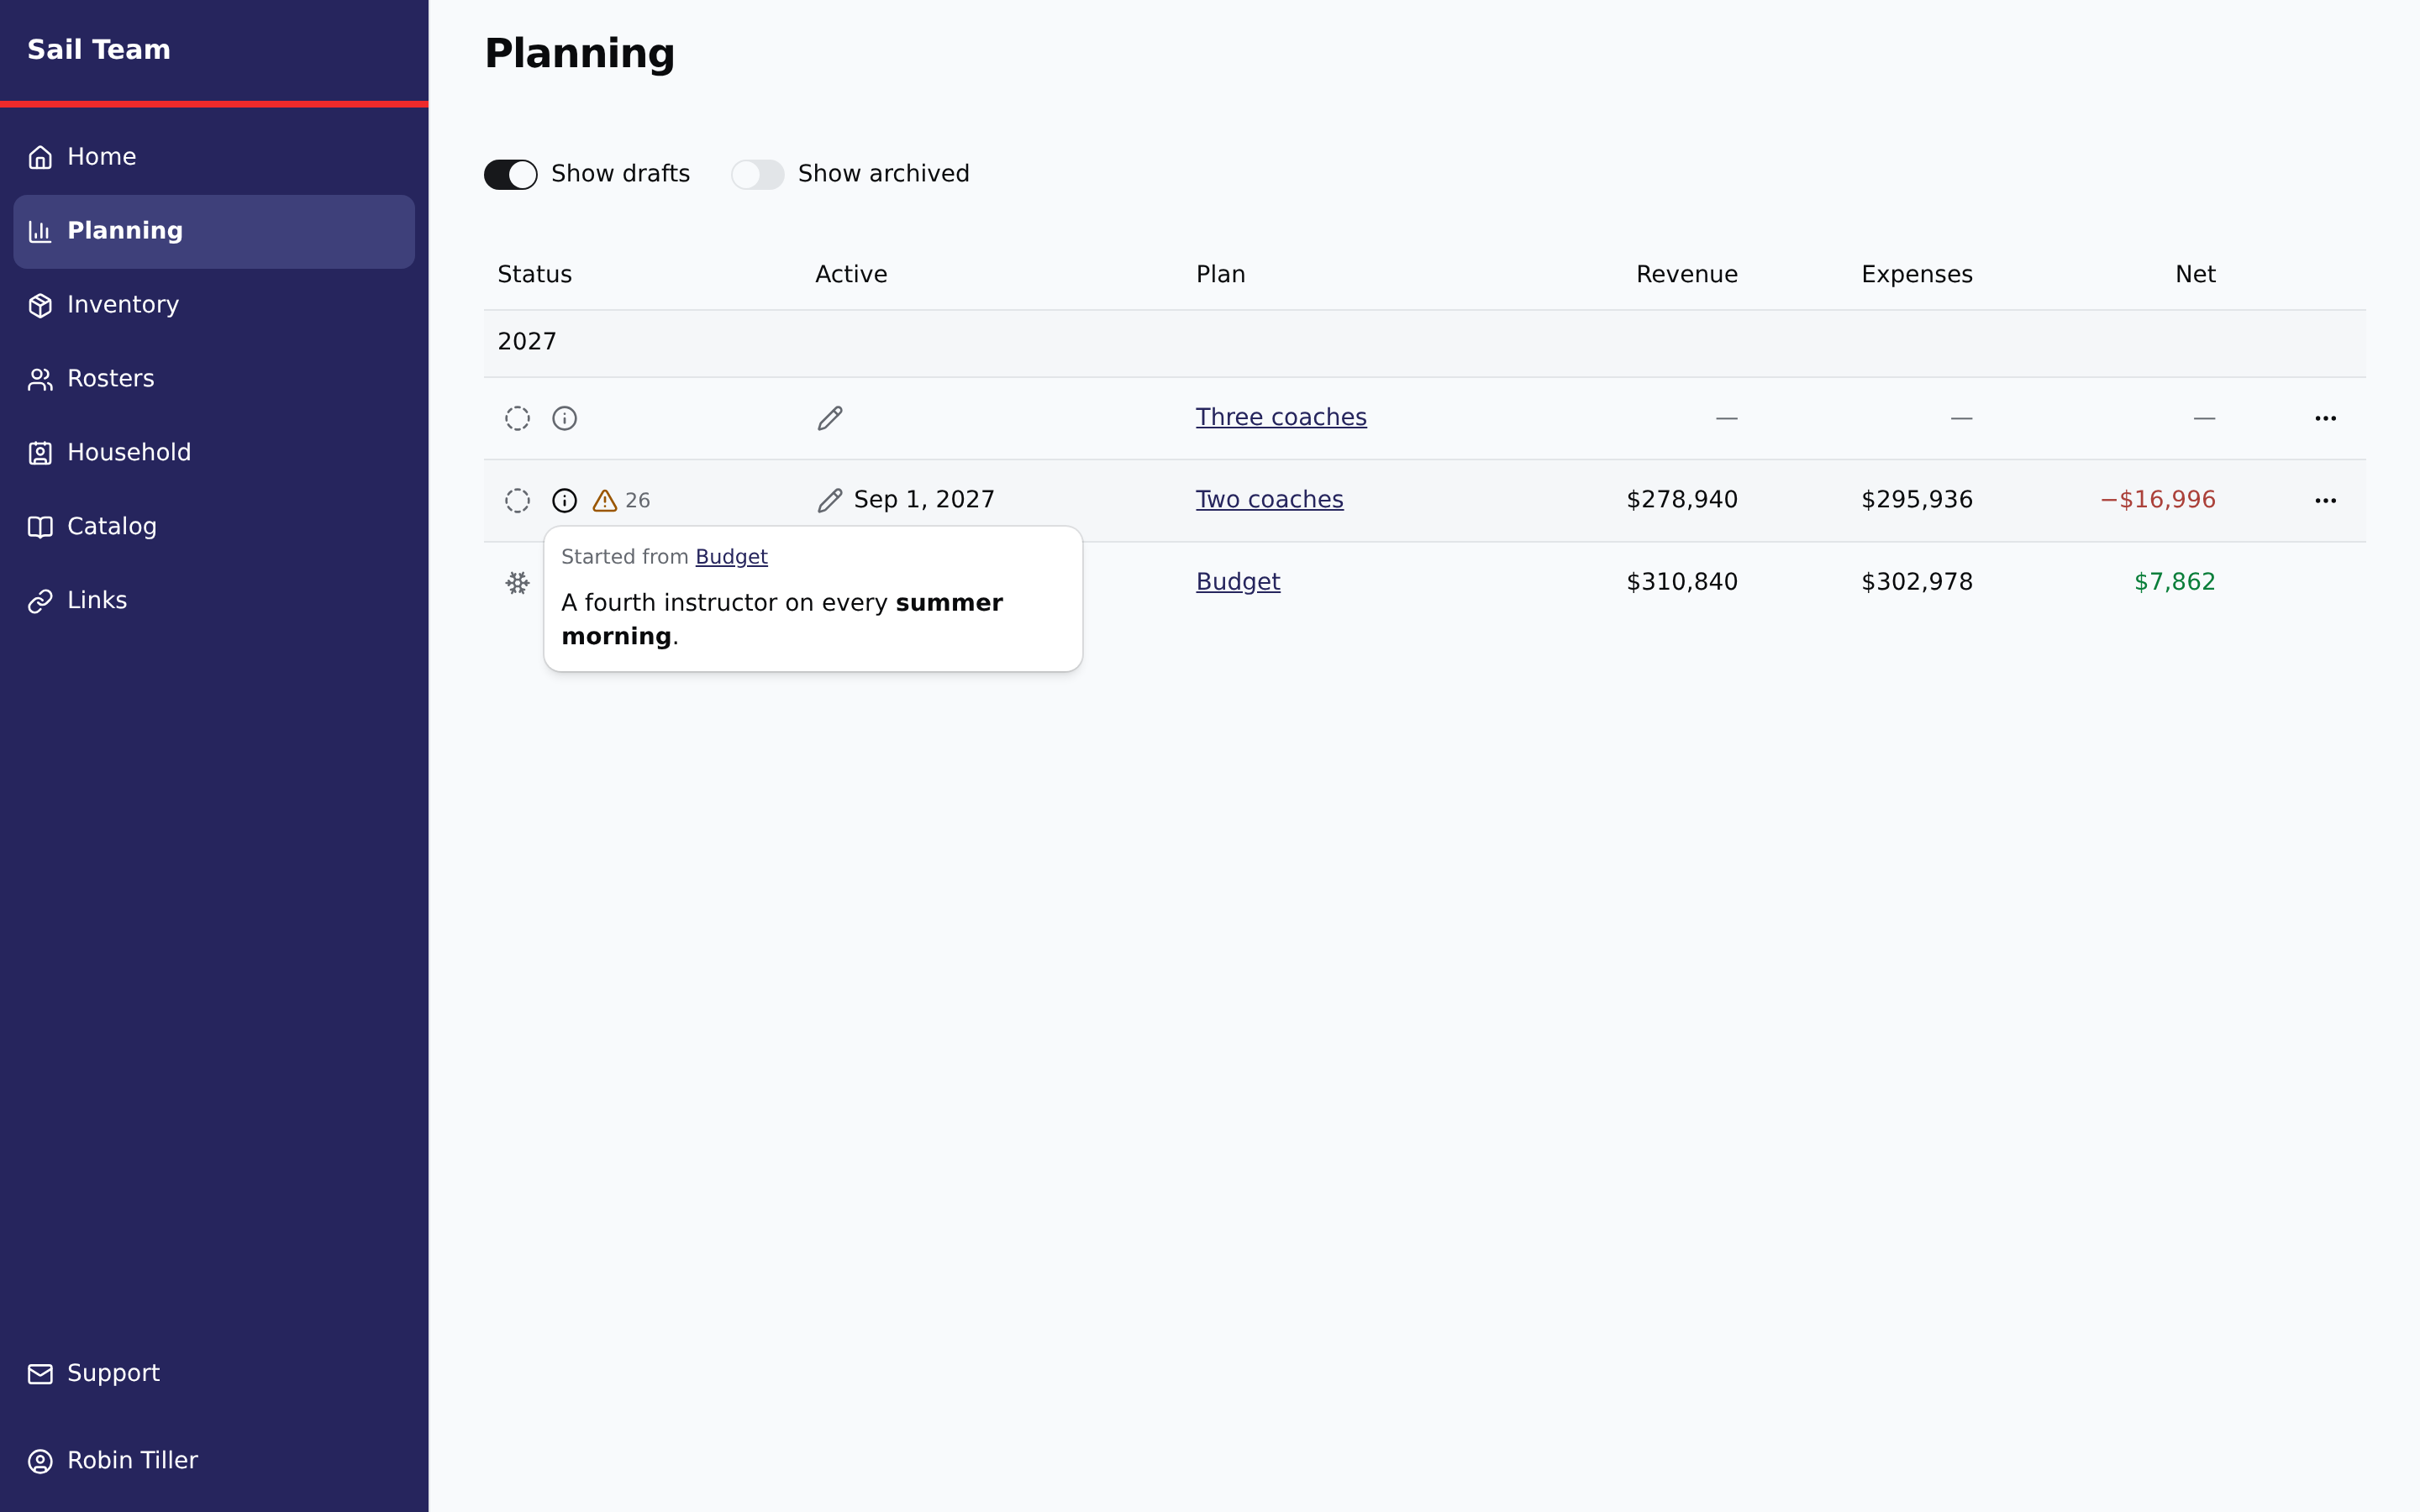 Sail Team
Home
Planning
Inventory
Rosters
Household
Catalog
Links
Support
Robin Tiller
Planning
Show drafts Show archived
Status Active Plan Revenue Expenses Net
2027
Three coaches — — —
26 Sep 1, 2027 Two coaches $278,940 $295,936 −$16,996
Started from Budget
A fourth instructor on every summer
morning.
Budget $310,840 $302,978 $7,862